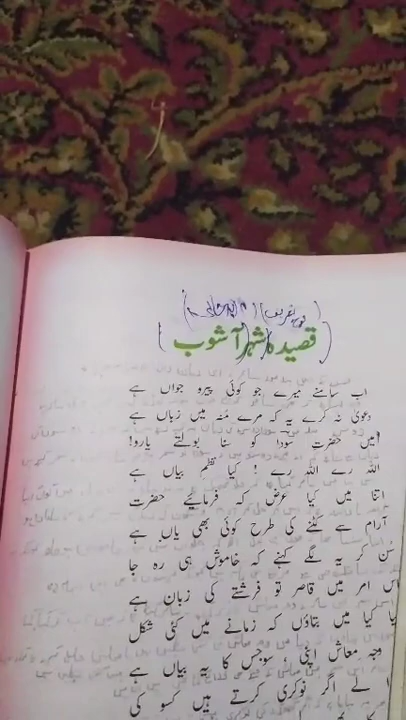 قصیدہ شہر آشوب
اب سامنے میرے جو کوئی پیر و جواں ہے
دعویٰ نہ کرے یہ کہ مرے منہ میں زباں ہے
میں حضرت سودا کو سنا بولتے یارو!
اللہ رے اللہ رے ! کیا نظم بیاں ہے
اتنا میں کیا عرض کہ فرمائیے حضرت
آرام سے کٹنے کی طرح کوئی بھی یاں ہے
سن کر یہ لگے کہنے کہ خاموش ہی رہ جا
اس امر میں قاصر تو فرشتے کی زباں ہے
کیا کیا میں بتاؤں کہ زمانے میں کئی شکل
وجہ معاش اپنی ، سو جس کا یہ بیاں ہے
لے اگر نوکری کرتے ہیں کسو کی